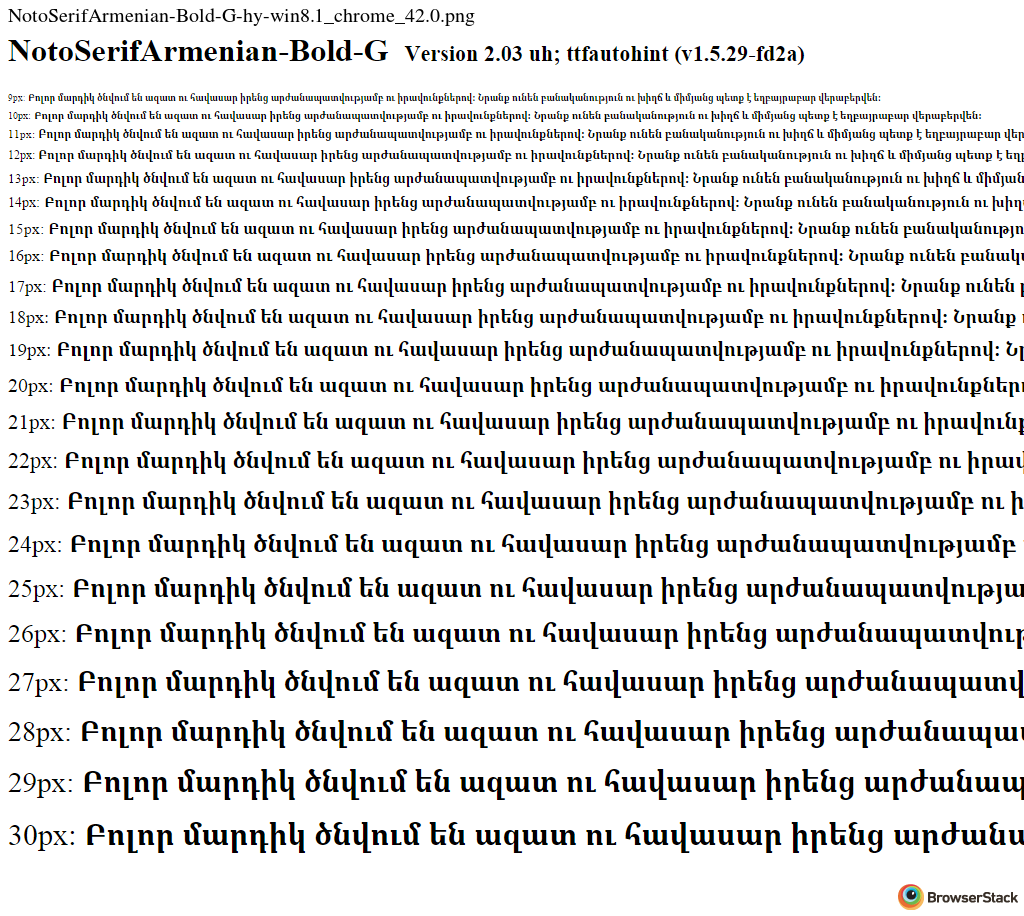 NotoSerifArmenian-Bold-G-hy-win8.1_chrome_42.0.png
NotoSerifArmenian-Bold-G Version 2.03 uh; ttfautohint (v1.5.29-fd2a)
9px: Բոլոր մարդիկ ծնվում են ազատ ու հավասար իրենց արժանապատվությամբ ու իրավունքներով։ Նրանք ունեն բանականություն ու խիղճ և միմյանց պետք է եղբայրաբար վերաբերվեն։
10px: Բոլոր մարդիկ ծնվում են ազատ ու հավասար իրենց արժանապատվությամբ ու իրավունքներով։ Նրանք ունեն բանականություն ու խիղճ և միմյանց պետք է եղբայրաբար վերաբերվեն։
11px: Բոլոր մարդիկ ծնվում են ազատ ու հավասար իրենց արժանապատվությամբ ու իրավունքներով։ Նրանք ունեն բանականություն ու խիղճ և միմյանց պետք է եղբայրաբար վեր
12px: Բոլոր մարդիկ ծնվում են ազատ ու հավասար իրենց արժանապատվությամբ ու իրավունքներով։ Նրանք ունեն բանականություն ու խիղճ և միմյանց պետք է եղբ
13px: Բոլոր մարդիկ ծնվում են ազատ ու հավասար իրենց արժանապատվությամբ ու իրավունքներով։ Նրանք ունեն բանականություն ու խիղճ և միմյան
14px: Բոլոր մարդիկ ծնվում են ազատ ու հավասար իրենց արժանապատվությամբ ու իրավունքներով։ Նրանք ունեն բանականություն ու խիղ
15px: Բոլոր մարդիկ ծնվում են ազատ ու հավասար իրենց արժանապատվությամբ ու իրավունքներով։ Նրանք ունեն բանականությո
16px: Բոլոր մարդիկ ծնվում են ազատ ու հավասար իրենց արժանապատվությամբ ու իրավունքներով։ Նրանք ունեն բանակ
17px: Բոլոր մարդիկ ծնվում են ազատ ու հավասար իրենց արժանապատվությամբ ու իրավունքներով։ Նրանք ունեն
18px: Բոլոր մարդիկ ծնվում են ազատ ու հավասար իրենց արժանապատվությամբ ու իրավունքներով։ Նրանք
19px: Բոլոր մարդիկ ծնվում են ազատ ու հավասար իրենց արժանապատվությամբ ու իրավունքներով։ Նր
20px: Բոլոր մարդիկ ծնվում են ազատ ու հավասար իրենց արժանապատվությամբ ու իրավունքներ
21px: Բոլոր մարդիկ ծնվում են ազատ ու հավասար իրենց արժանապատվությամբ ու իրավունք
22px: Բոլոր մարդիկ ծնվում են ազատ ու հավասար իրենց արժանապատվությամբ ու իրավ
23px: Բոլոր մարդիկ ծնվում են ազատ ու հավասար իրենց արժանապատվությամբ ու ի
24px: Բոլոր մարդիկ ծնվում են ազատ ու հավասար իրենց արժանապատվությամբ
25px: Բոլոր մարդիկ ծնվում են ազատ ու հավասար իրենց արժանապատվությա
26px: Բոլոր մարդիկ ծնվում են ազատ ու հավասար իրենց արժանապատվութ
27px: Բոլոր մարդիկ ծնվում են ազատ ու հավասար իրենց արժանապատվ
28px: Բոլոր մարդիկ ծնվում են ազատ ու հավասար իրենց արժանապատ
29px: Բոլոր մարդիկ ծնվում են ազատ ու հավասար իրենց արժանապ
30px: Բոլոր մարդիկ ծնվում են ազատ ու հավասար իրենց արժանա
BrowserStack